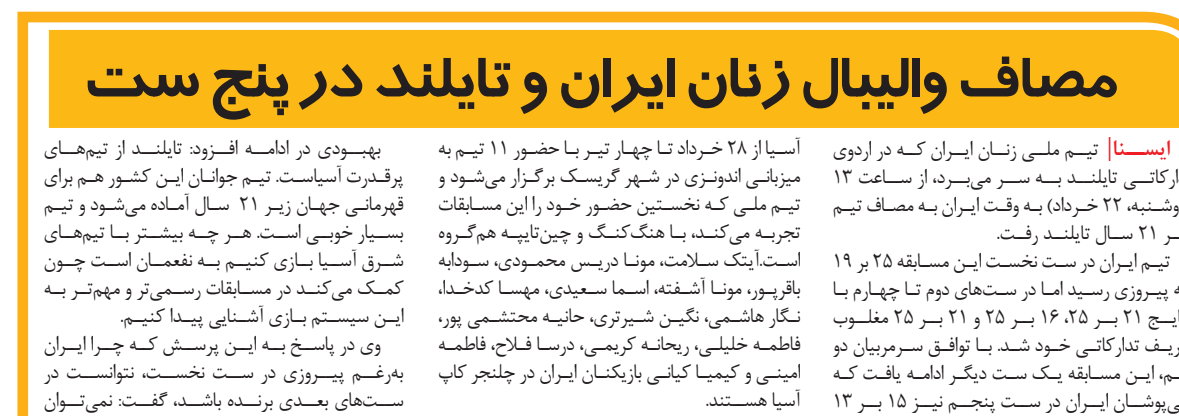 مصاف والیبال زنان ایران و تایلند در پنج ست
ایسنا| تیم ملی زنان ایران که در اردوی
تایلند به سر می‌برد، از ساعت ۱۳
۲۲ خرداد) به وقت ایران به مصاف تیم
۲۱ سال تایلند رفت.
تیم ایران در ست نخست این مسابقه ۲۵ بر ۱۹
پیروزی رسید اما در ست‌های دوم تا چهارم با
۲۱ بر ۲۵، ۱۶ بر ۲۵ و ۲۱ بر ۲۵ مغلوب
تدارکاتی خود شد. با توافق سرمربیان دو
این مسابقه یک ست دیگر ادامه یافت که
ایران در ست پنجم نیز ۱۵ بر ۱۳
آسیا از ۲۸ خرداد تا چهار تیر با حضور ۱۱ تیم به
میزبانی اندونزی در شهر گریسک برگزار می‌شود و
تیم ملی که نخستین حضور خود را این مسابقات
تجربه می‌کند، با هنگ‌کنگ و چین‌تایپه هم‌گروه
است.آیتک سلامت، مونا دریس محمودی، سودابه
باقرپور، مونا آشفته، اسما سعیدی، مهسا کدخدا،
نگار هاشمی، نگین شیرتری، حانیه محتشمی پور،
فاطمه خلیلی، ریحانه کریمی، درسا فلاح، فاطمه
امینی و کیمیا کیانی بازیکنان ایران در چلنجر کاپ
آسیا هستند.
بهبودی در ادامه افزود: تایلند از تیم‌های
پرقدرت آسیاست. تیم جوانان این کشور هم برای
قهرمانی جهان زیر ۲۱ سال آماده می‌شود و تیم
بسیار خوبی است. هر چه بیشتر با تیم‌های
شرق آسیا بازی کنیم به نفعمان است چون
کمک می‌کند در مسابقات رسمی‌تر و مهم‌تر به
این سیستم بازی آشنایی پیدا کنیم.
وی در پاسخ به این پرسش که چرا ایران
به‌رغم پیروزی در ست نخست، نتوانست در
ست‌های بعدی برنده باشد، گفت: نمی‌توان